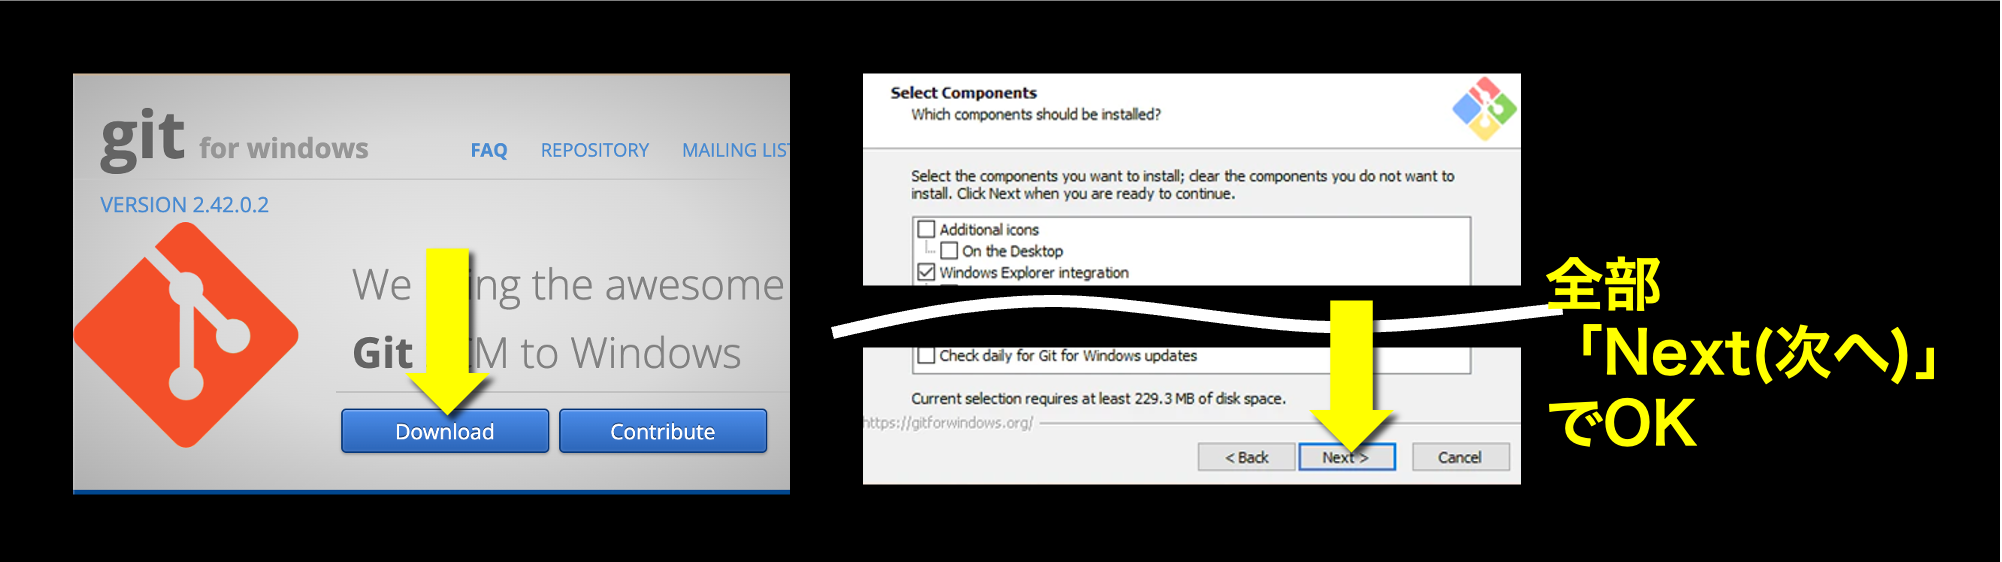 git for windows
FAQ REPOSITORY MAILING LIS
VERSION 2.42.0.2
We ing the awesome
Git CM to Windows
Download Contribute
Select Components
Which components should be installed?
Select the components you want to install; clear the components you do not want to
install. Click Next when you are ready to continue.
Additional icons
On the Desktop
Windows Explorer integration
Check daily for Git for Windows updates
Current selection requires at least 229.3 MB of disk space.
https://gitforwindows.org/
< Back Next > Cancel
全部
「Next(次へ)」
でOK